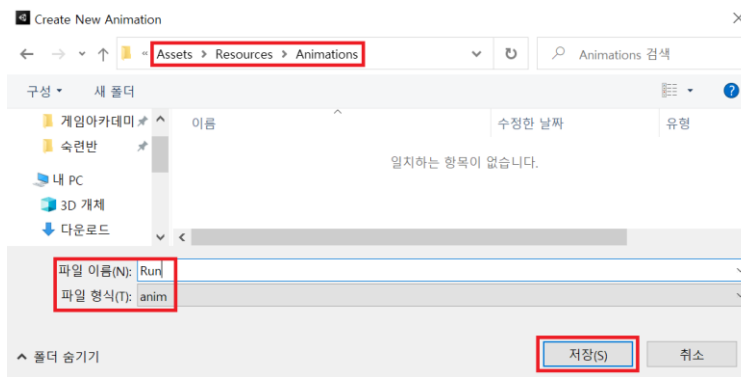 Create New Animation
« Assets > Resources > Animations
Animations 검색
구성
새 폴더
게임아카데미
이름
수정한 날짜
유형
숙련반
일치하는 항목이 없습니다.
내 PC
3D 개체
다운로드
파일 이름(N): Run
파일 형식(T): anim
폴더 숨기기
저장(S)
취소